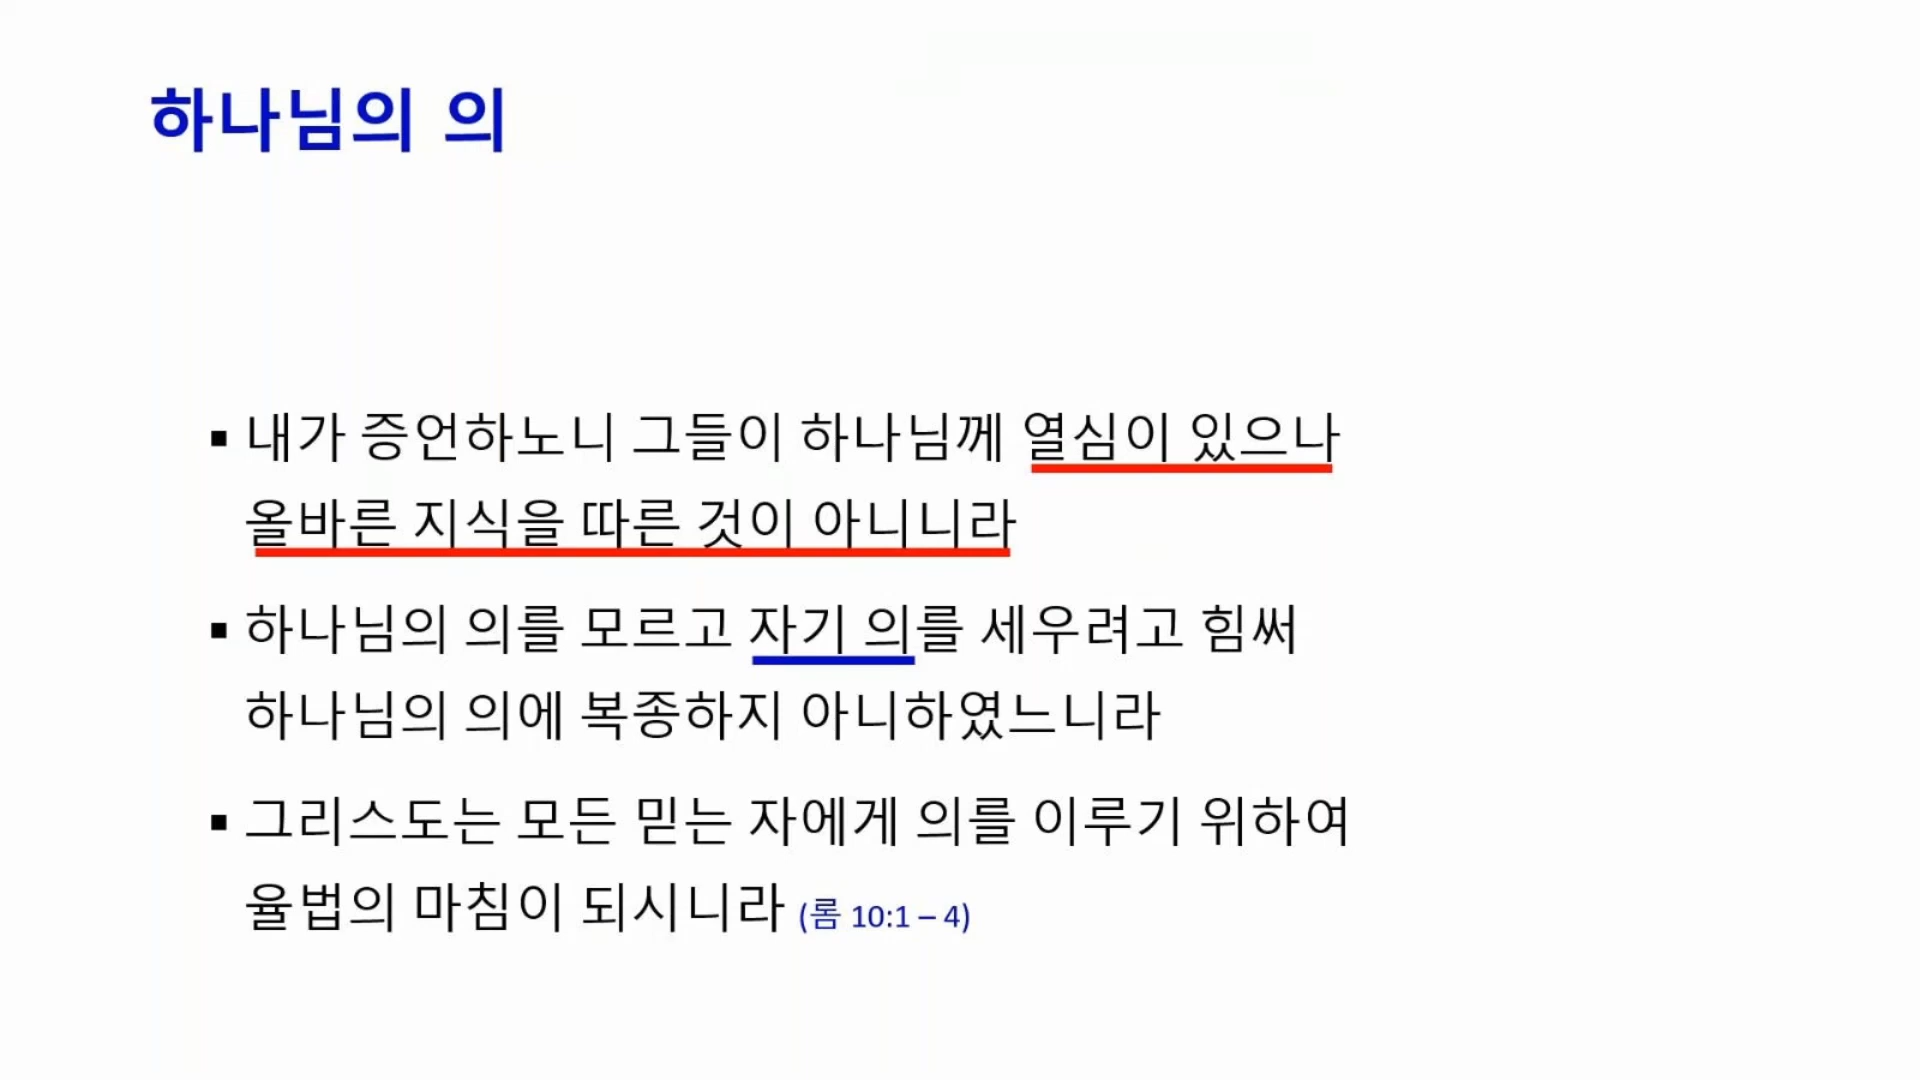 하나님의 의
▪ 내가 증언하노니 그들이 하나님께 열심이 있으나
올바른 지식을 따른 것이 아니니라
▪ 하나님의 의를 모르고 자기 의를 세우려고 힘써
하나님의 의에 복종하지 아니하였느니라
▪ 그리스도는 모든 믿는 자에게 의를 이루기 위하여
율법의 마침이 되시니라 (롬 10:1 – 4)